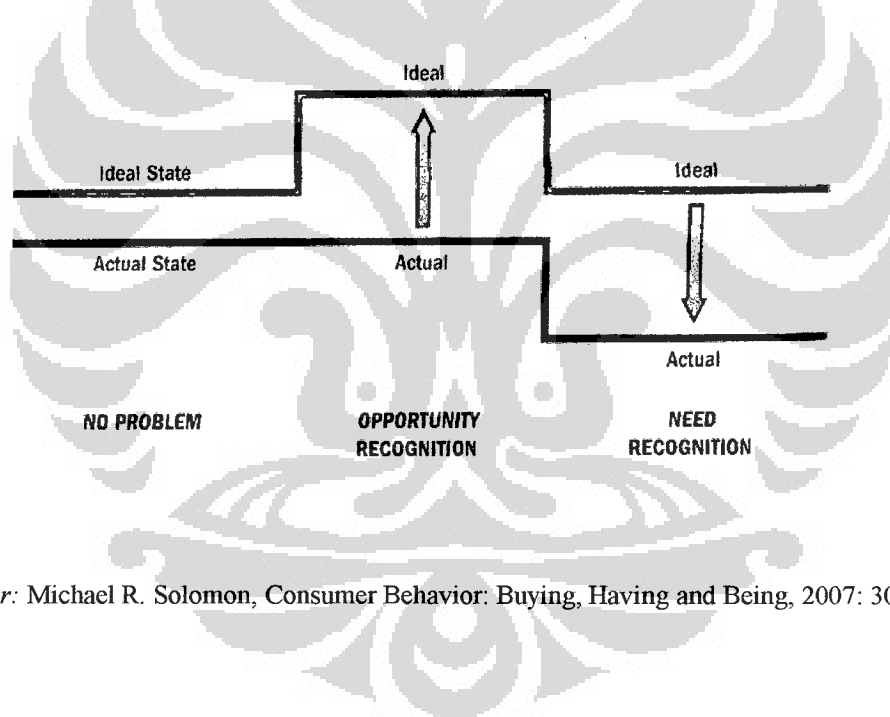 Ideal
Ideal State
Ideal
Actual State
Actual
Actual
NO PROBLEM
OPPORTUNITY
RECOGNITION
NEED
RECOGNITION
r: Michael R. Solomon, Consumer Behavior: Buying, Having and Being, 2007: 30